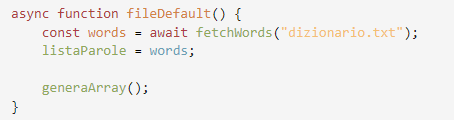 async function fileDefault() {
    const words = await fetchWords("dizionario.txt");
    listaParole = words;

    generaArray();
}